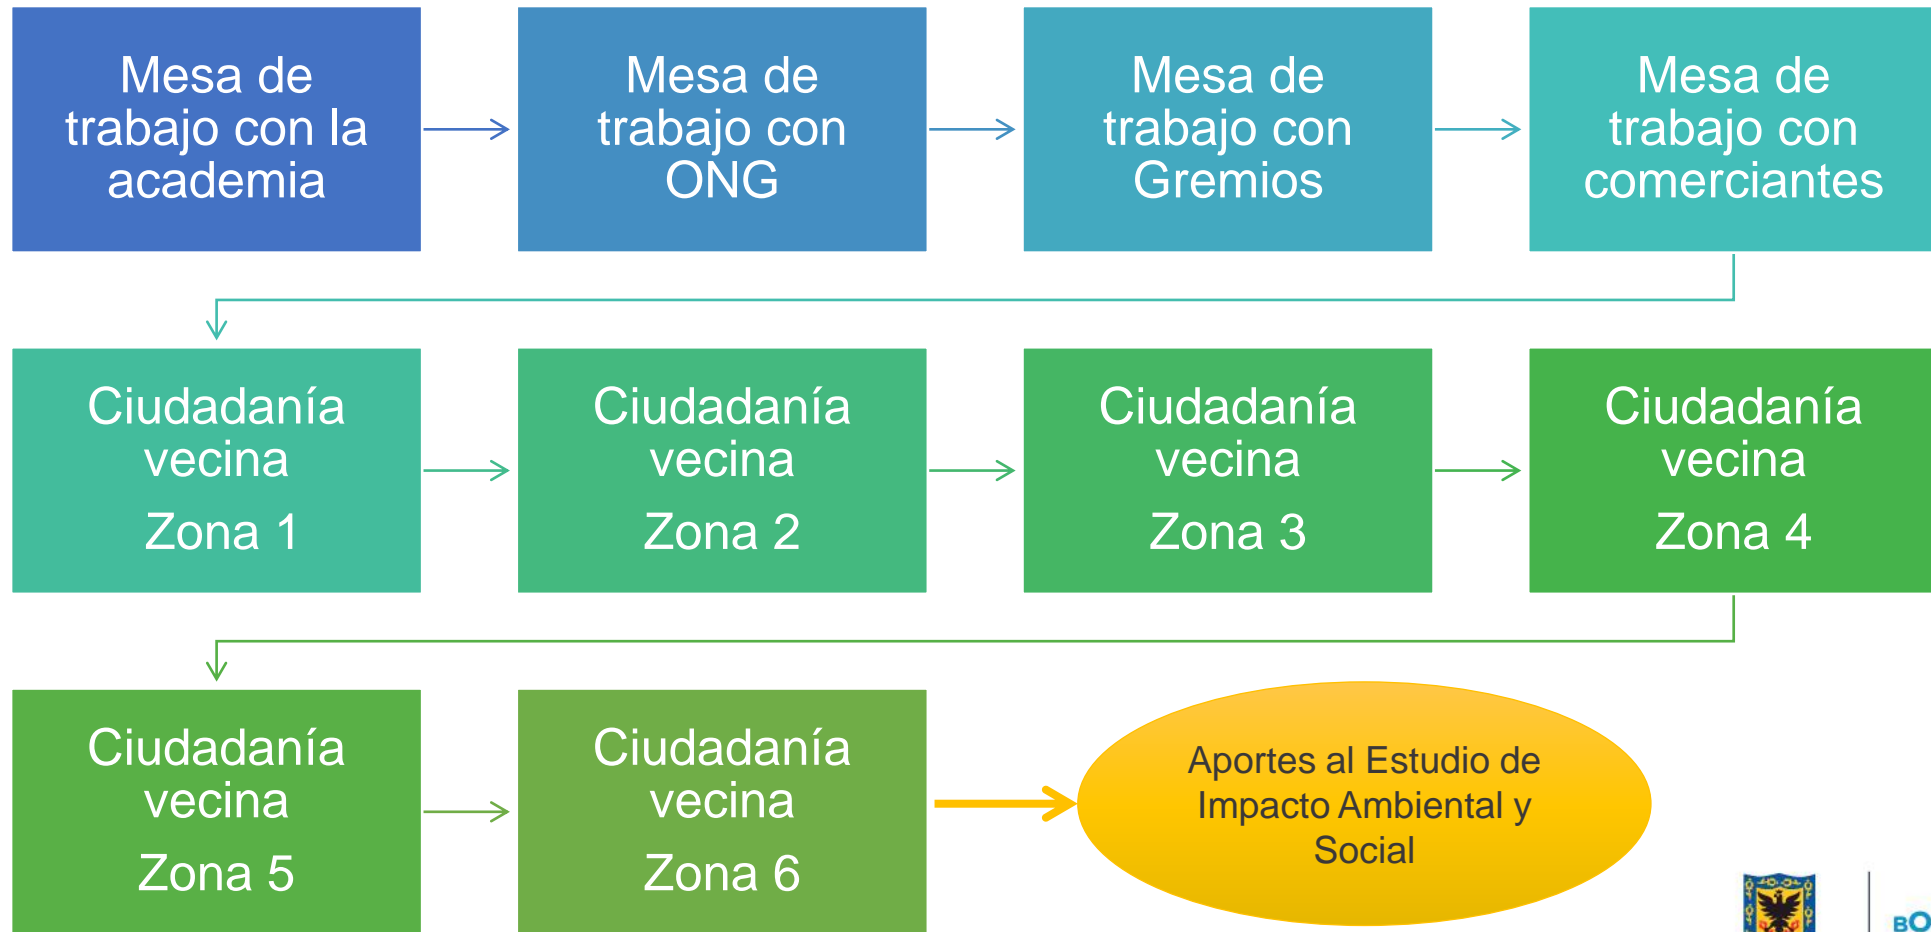 Mesa de
trabajo con la
academia
Mesa de
trabajo con
ONG
Mesa de
trabajo con
Gremios
Mesa de
trabajo con
comerciantes
Ciudadanía
vecina
Zona 1
Ciudadanía
vecina
Zona 2
Ciudadanía
vecina
Zona 3
Ciudadanía
vecina
Zona 4
Ciudadanía
vecina
Zona 5
Ciudadanía
vecina
Zona 6
Aportes al Estudio de
Impacto Ambiental y
Social
BO